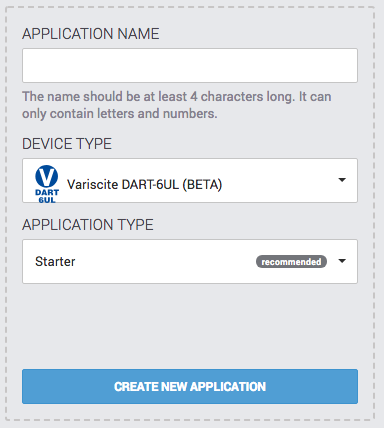 APPLICATION NAME
The name should be at least 4 characters long. It can
only contain letters and numbers.
DEVICE TYPE
V
DART
6UL
Variscite DART-6UL (BETA)
APPLICATION TYPE
Starter recommended
CREATE NEW APPLICATION